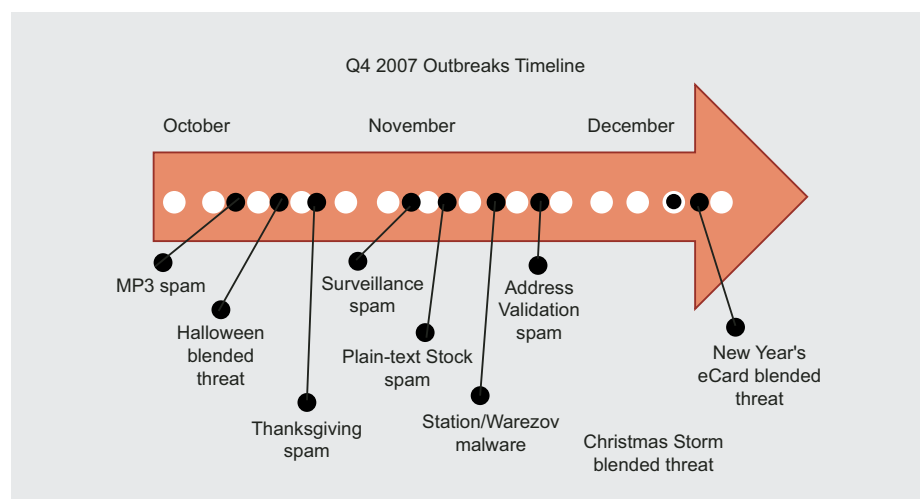 Q4 2007 Outbreaks Timeline
October
November
December
MP3 spam
Halloween
blended
threat
Thanksgiving
spam
Surveillance
spam
Plain-text Stock
spam
Station/Warezov
malware
Address
Validation
spam
Christmas Storm
blended threat
New Year's
eCard blended
threat